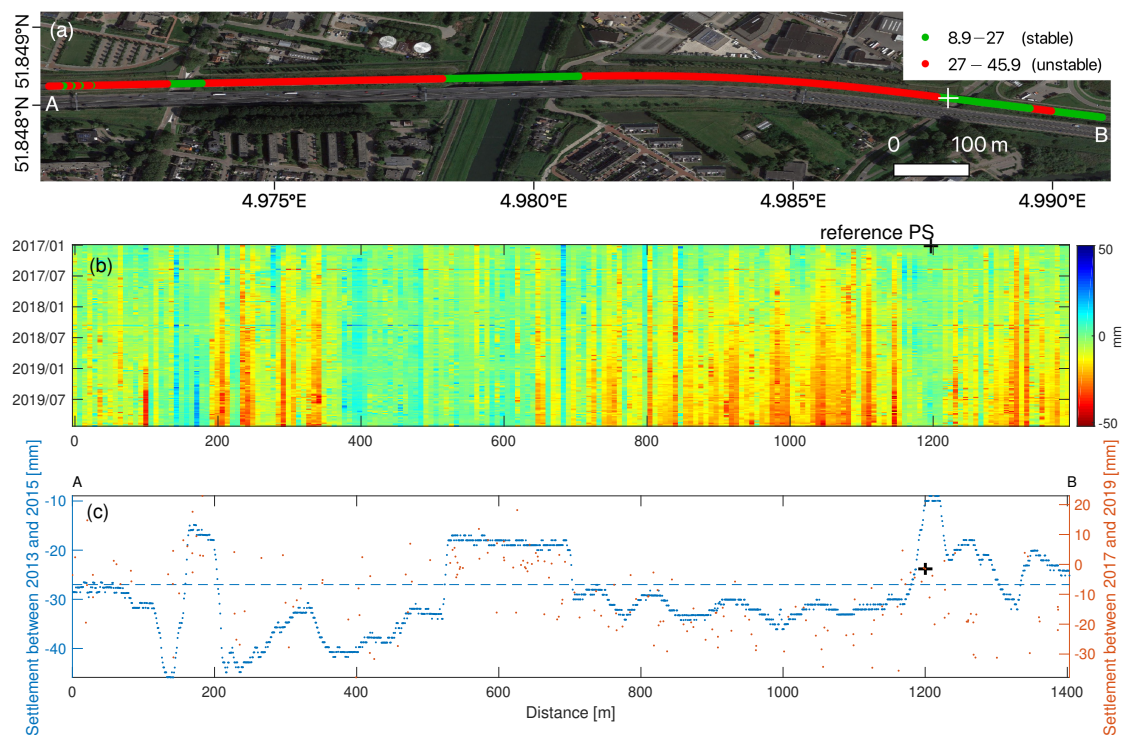 (a)
51.849°N
51.848°N
A
B
8.9−27 (stable)
27 − 45.9 (unstable)
0 100 m
4.975°E 4.980°E 4.985°E 4.990°E
reference PS
(b)
2017/01
2017/07
2018/01
2018/07
2019/01
2019/07
0 200 400 600 800 1000 1200
50
0
-50
mm
A B
(c)
Settlement between 2013 and 2015 [mm]
-10
-20
-30
-40
Settlement between 2017 and 2019 [mm]
20
10
0
-10
-20
-30
0 200 400 600 800 1000 1200 1400
Distance [m]